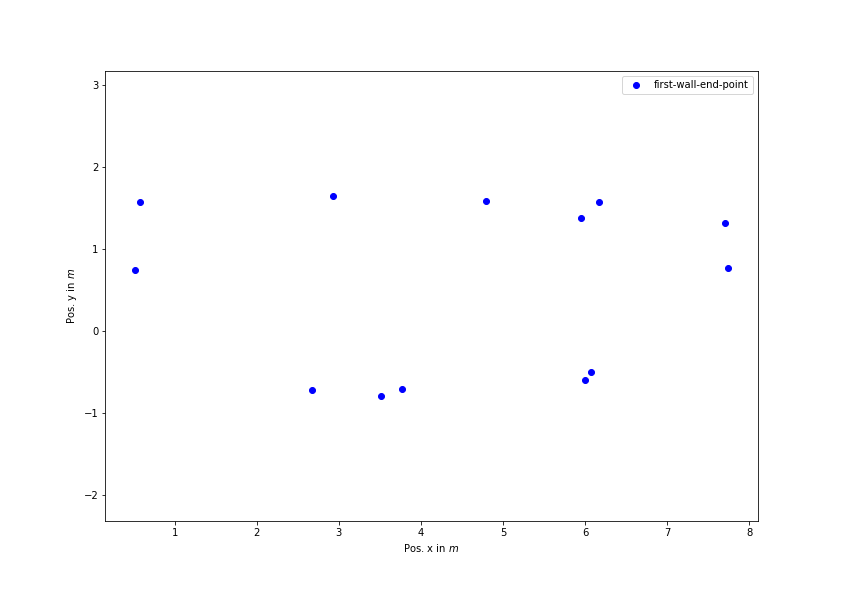 first-wall-end-point
3
2
1
0
−1
−2
Pos. y in m
1 2 3 4 5 6 7 8
Pos. x in m